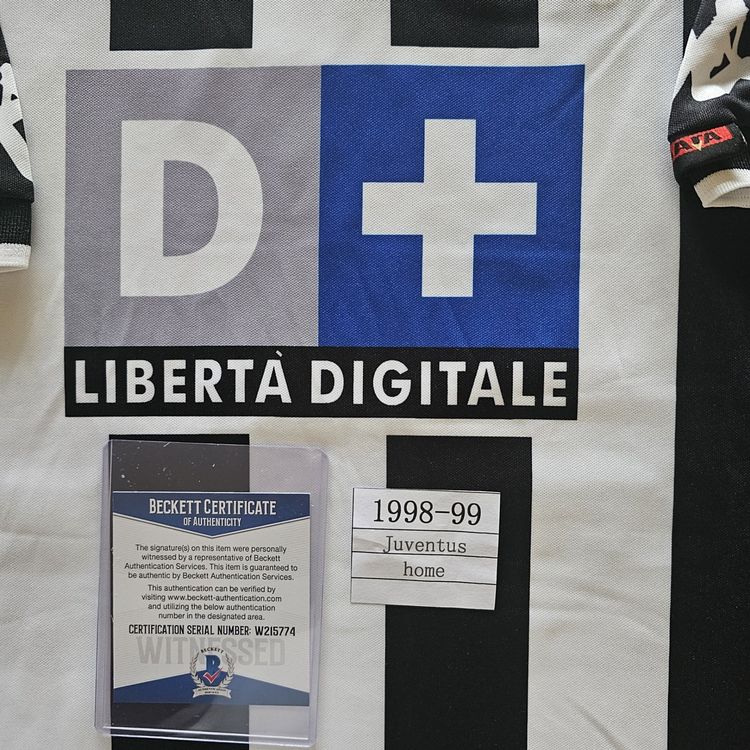 D+
LIBERTÀ DIGITALE
BECKETT CERTIFICATE
OF AUTHENTICITY
The signature(s) on this item were personally
witnessed by a representative of Beckett
Authentication Services. This item is guaranteed to
be authentic by Beckett Authentication Services.
This authentication can be verified by
visiting www.beckett-authentication.com
and utilizing the below authentication
number in the designated area.
CERTIFICATION SERIAL NUMBER: W215774
WITNESSED
BECKETT
1998-99
Juventus
home